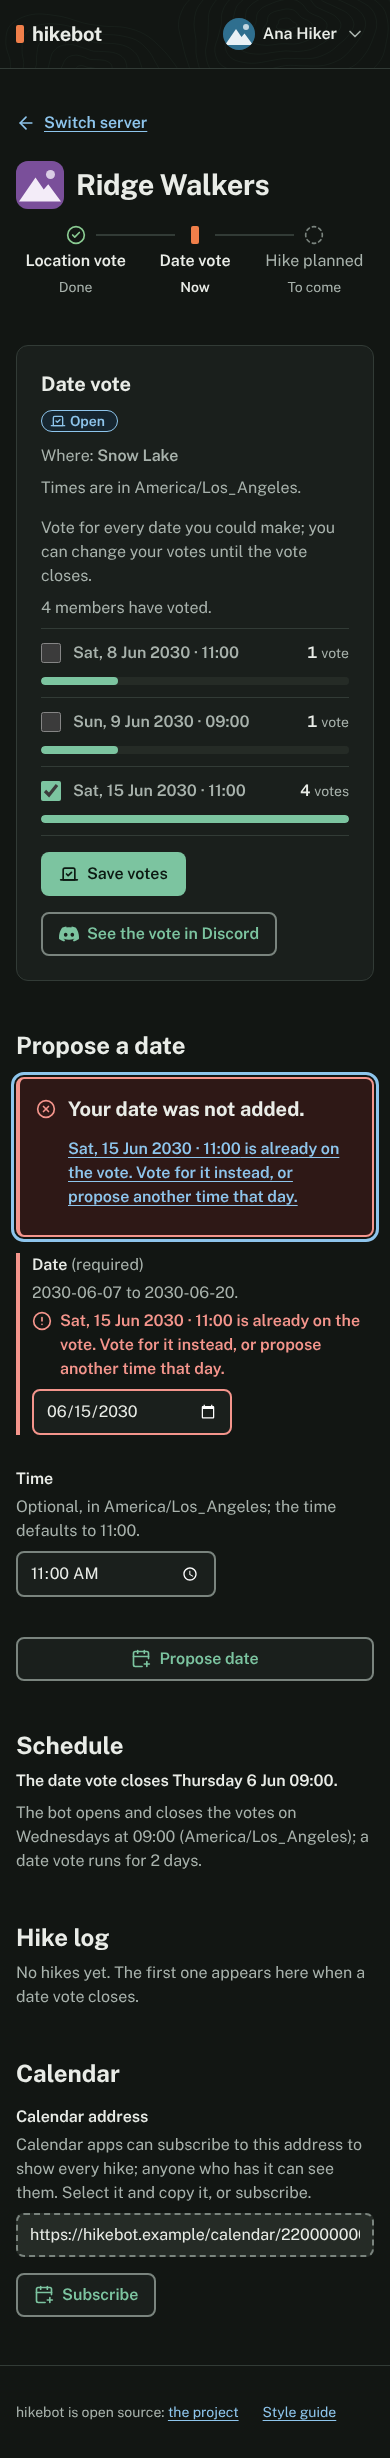 hikebot
Ana Hiker
Switch server
Ridge Walkers
Location vote
Date vote
Hike planned
Done
Now
To come
Date vote
Open
Where: Snow Lake
Times are in America/Los_Angeles.
Vote for every date you could make; you
can change your votes until the vote
closes.
4 members have voted.
Sat, 8 Jun 2030 · 11:00
1 vote
Sun, 9 Jun 2030 · 09:00
1 vote
Sat, 15 Jun 2030 · 11:00
4 votes
Save votes
See the vote in Discord
Propose a date
Your date was not added.
Sat, 15 Jun 2030 · 11:00 is already on
the vote. Vote for it instead, or
propose another time that day.
Date (required)
2030-06-07 to 2030-06-20.
Sat, 15 Jun 2030 · 11:00 is already on the
vote. Vote for it instead, or propose
another time that day.
06/15/2030
Time
Optional, in America/Los_Angeles; the time
defaults to 11:00.
11:00 AM
Propose date
Schedule
The date vote closes Thursday 6 Jun 09:00.
The bot opens and closes the votes on
Wednesdays at 09:00 (America/Los_Angeles); a
date vote runs for 2 days.
Hike log
No hikes yet. The first one appears here when a
date vote closes.
Calendar
Calendar address
Calendar apps can subscribe to this address to
show every hike; anyone who has it can see
them. Select it and copy it, or subscribe.
https://hikebot.example/calendar/22000000
Subscribe
hikebot is open source: the project
Style guide